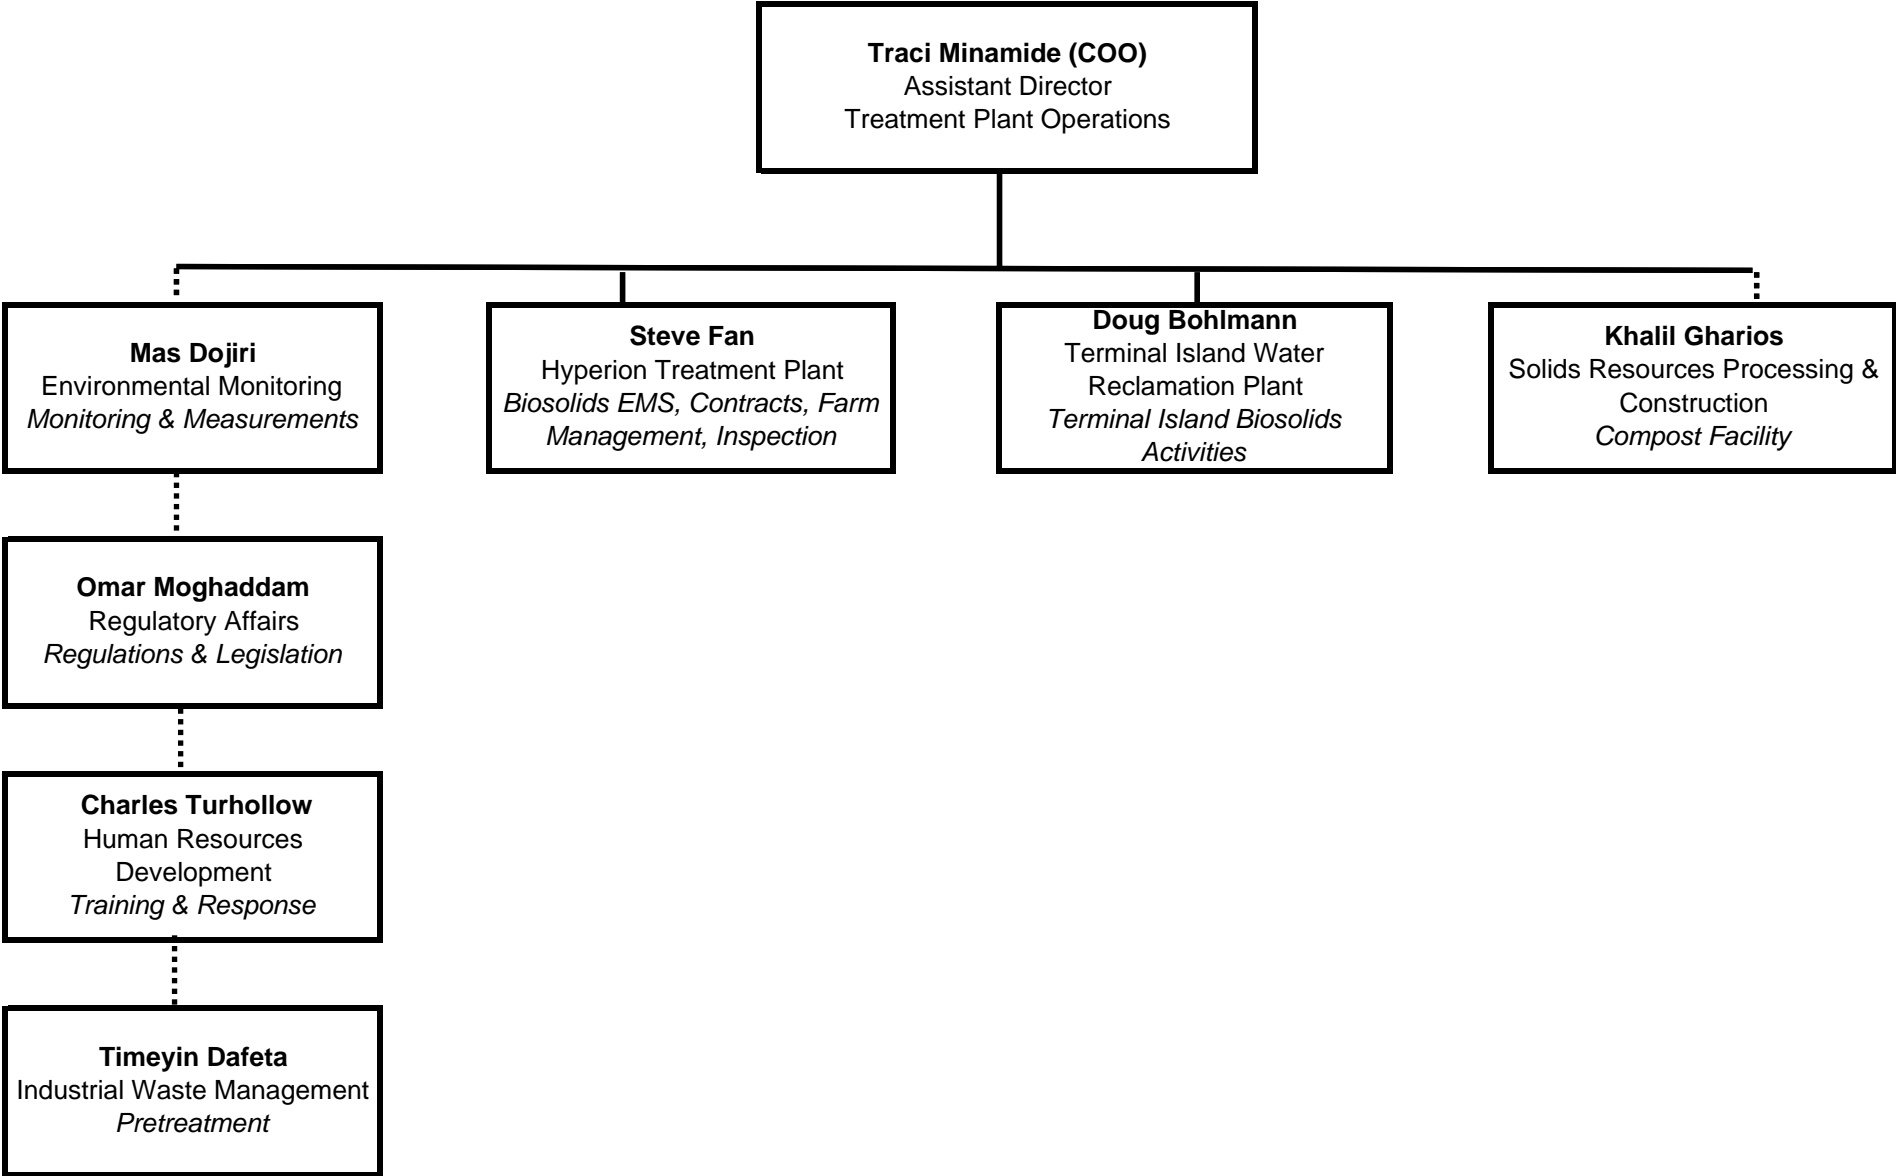 Traci Minamide (COO)
Assistant Director
Treatment Plant Operations
Mas Dojiri
Environmental Monitoring
Monitoring & Measurements
Steve Fan
Hyperion Treatment Plant
Biosolids EMS, Contracts, Farm
Management, Inspection
Doug Bohlmann
Terminal Island Water
Reclamation Plant
Terminal Island Biosolids
Activities
Khalil Gharios
Solids Resources Processing &
Construction
Compost Facility
Omar Moghaddam
Regulatory Affairs
Regulations & Legislation
Charles Turhollow
Human Resources
Development
Training & Response
Timeyin Dafeta
Industrial Waste Management
Pretreatment